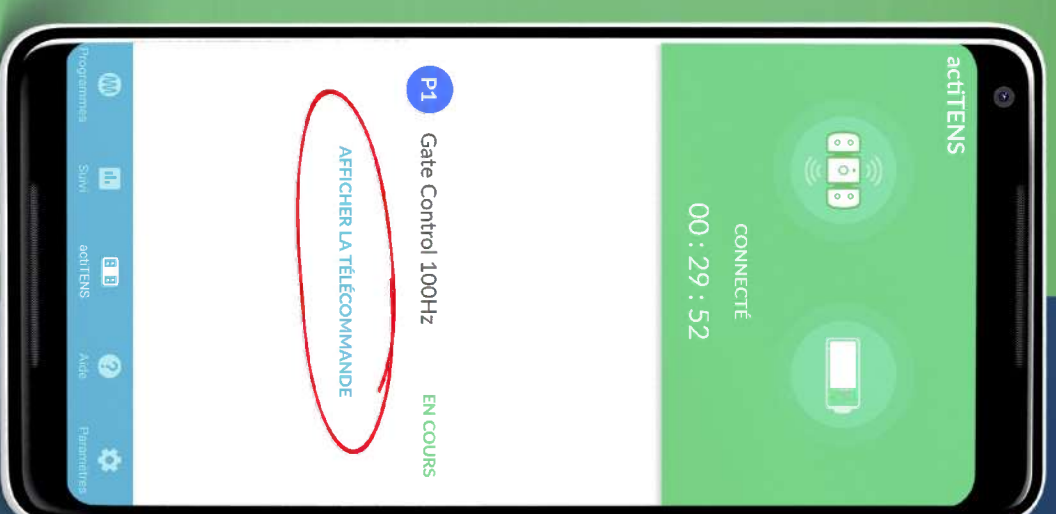 actiTENS
CONNECTÉ
00 : 29 : 52
P1 Gate Control 100Hz EN COURS
AFFICHER LA TÉLÉCOMMANDE
Programmes Suivi actiTENS Aide Paramètres